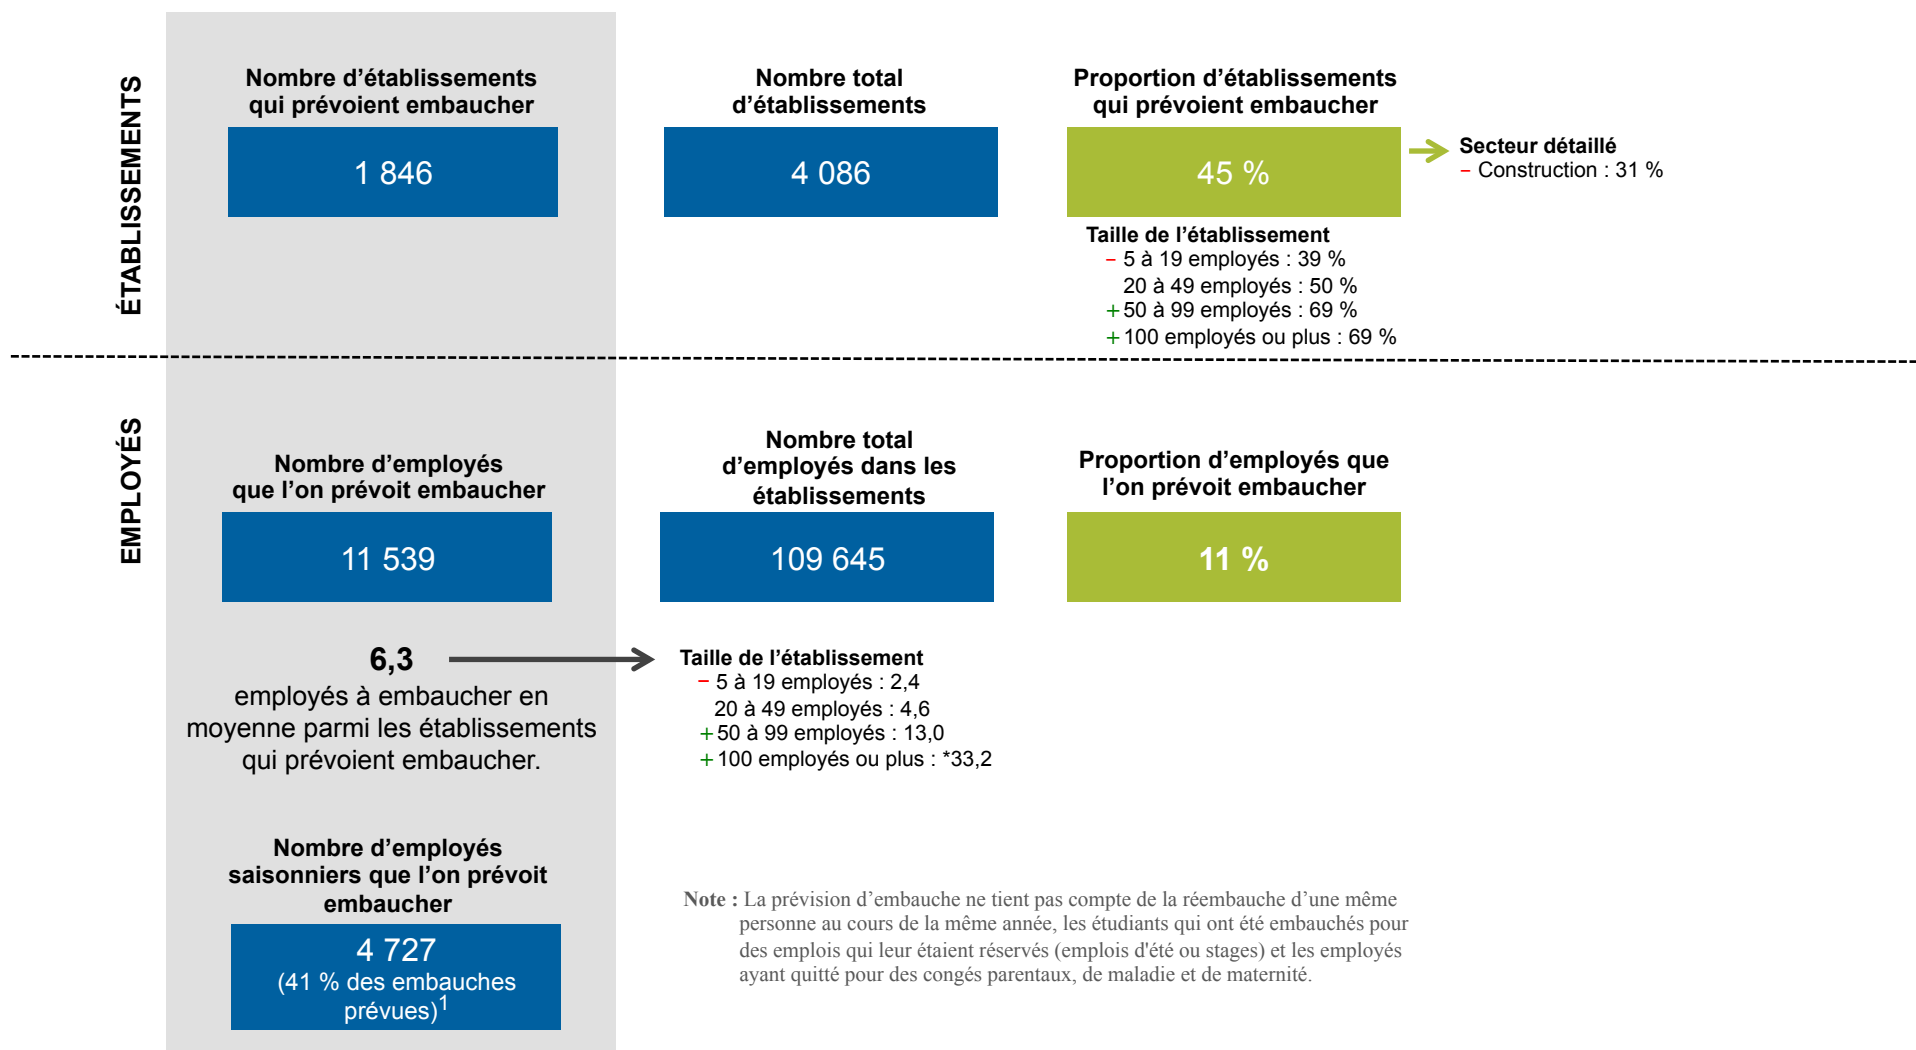 ÉTABLISSEMENTS
Nombre d’établissements
qui prévoient embaucher
1 846
Nombre total
d’établissements
4 086
Proportion d’établissements
qui prévoient embaucher
45 %
Secteur détaillé
− Construction : 31 %
Taille de l’établissement
− 5 à 19 employés : 39 %
20 à 49 employés : 50 %
+ 50 à 99 employés : 69 %
+ 100 employés ou plus : 69 %
EMPLOYÉS
Nombre d’employés
que l’on prévoit embaucher
11 539
Nombre total
d’employés dans les
établissements
109 645
Proportion d’employés que
l’on prévoit embaucher
11 %
6,3
employés à embaucher en
moyenne parmi les établissements
qui prévoient embaucher.
Taille de l’établissement
− 5 à 19 employés : 2,4
20 à 49 employés : 4,6
+ 50 à 99 employés : 13,0
+ 100 employés ou plus : *33,2
Nombre d’employés
saisonniers que l’on prévoit
embaucher
4 727
(41 % des embauches
prévues)1
Note : La prévision d’embauche ne tient pas compte de la réembauche d’une même
personne au cours de la même année, les étudiants qui ont été embauchés pour
des emplois qui leur étaient réservés (emplois d'été ou stages) et les employés
ayant quitté pour des congés parentaux, de maladie et de maternité.